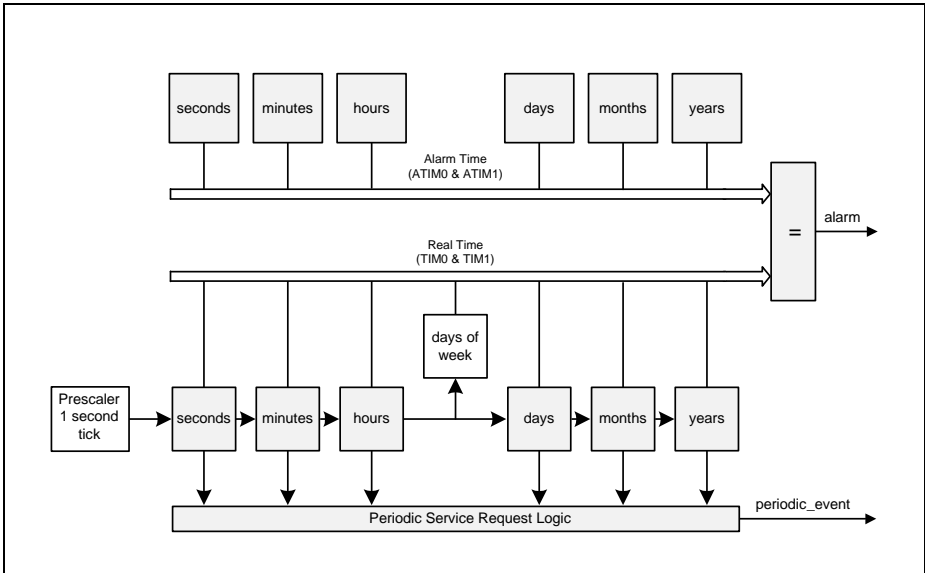 seconds
minutes
hours
days
months
years
Alarm Time
(ATIM0 & ATIM1)
=
alarm
Real Time
(TIM0 & TIM1)
days of
week
Prescaler
1 second
tick
seconds
minutes
hours
days
months
years
Periodic Service Request Logic
periodic_event